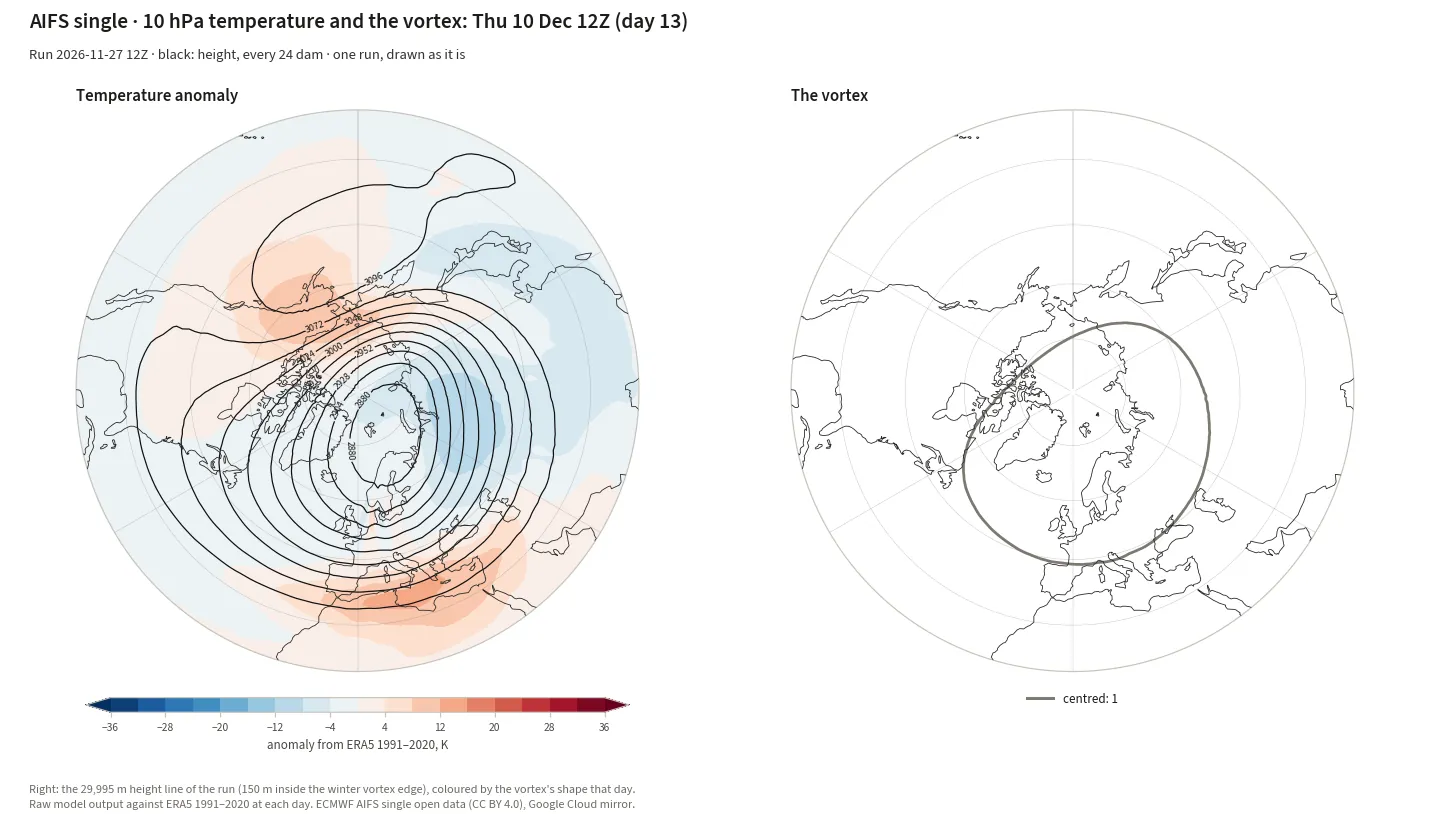 AIFS single · 10 hPa temperature and the vortex: Thu 10 Dec 12Z (day 13)
Run 2026-11-27 12Z · black: height, every 24 dam · one run, drawn as it is
Temperature anomaly
The vortex
3096
3072
3048
3000
2952
2928
2880
2880
centred: 1
−36
−28
−20
−12
−4
4
12
20
28
36
anomaly from ERA5 1991–2020, K
Right: the 29,995 m height line of the run (150 m inside the winter vortex edge), coloured by the vortex's shape that day.
Raw model output against ERA5 1991–2020 at each day. ECMWF AIFS single open data (CC BY 4.0), Google Cloud mirror.